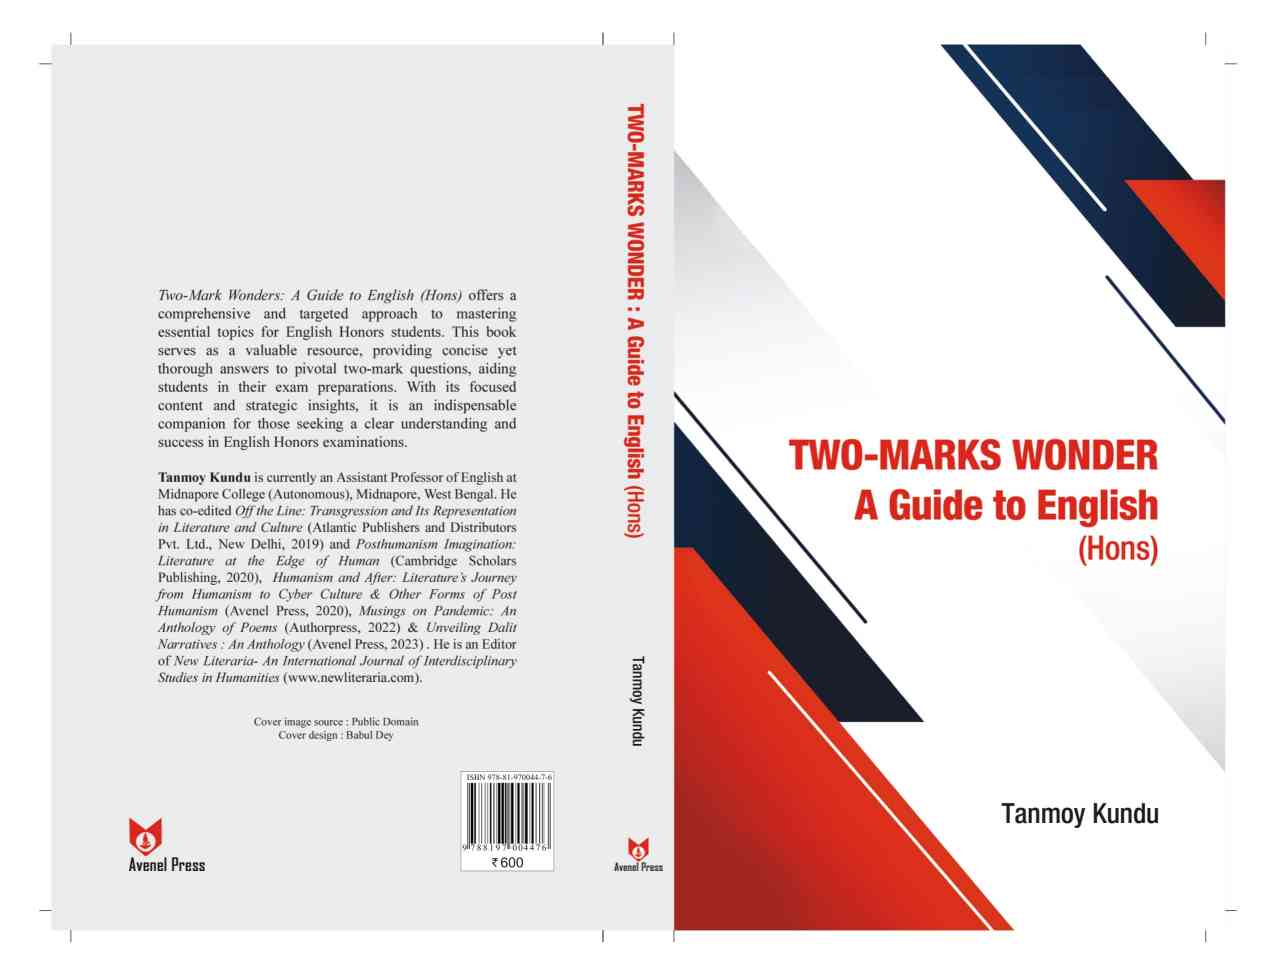 Two-Mark Wonders: A Guide to English (Hons) offers a
comprehensive and targeted approach to mastering
essential topics for English Honors students. This book
serves as a valuable resource, providing concise yet
thorough answers to pivotal two-mark questions, aiding
students in their exam preparations. With its focused
content and strategic insights, it is an indispensable
companion for those seeking a clear understanding and
success in English Honors examinations.
Tanmoy Kundu is currently an Assistant Professor of English at
Midnapore College (Autonomous), Midnapore, West Bengal. He
has co-edited Off the Line: Transgression and Its Representation
in Literature and Culture (Atlantic Publishers and Distributors
Pvt. Ltd., New Delhi, 2019) and Posthumanism Imagination:
Literature at the Edge of Human (Cambridge Scholars
Publishing, 2020), Humanism and After: Literature's Journey
from Humanism to Cyber Culture & Other Forms of Post
Humanism (Avenel Press, 2020), Musings on Pandemic: An
Anthology of Poems (Authorpress, 2022) & Unveiling Dalit
Narratives : An Anthology (Avenel Press, 2023) . He is an Editor
of New Literaria- An International Journal of Interdisciplinary
Studies in Humanities (www.newliteraria.com).
Cover image source : Public Domain
Cover design : Babul Dey
ISBN 978-81-970044-7-6
9 788197 004476
₹ 600
Avenel Press
TWO-MARKS WONDER : A Guide to English (Hons)
Tanmoy Kundu
Avenel Press
TWO-MARKS WONDER
A Guide to English
(Hons)
Tanmoy Kundu